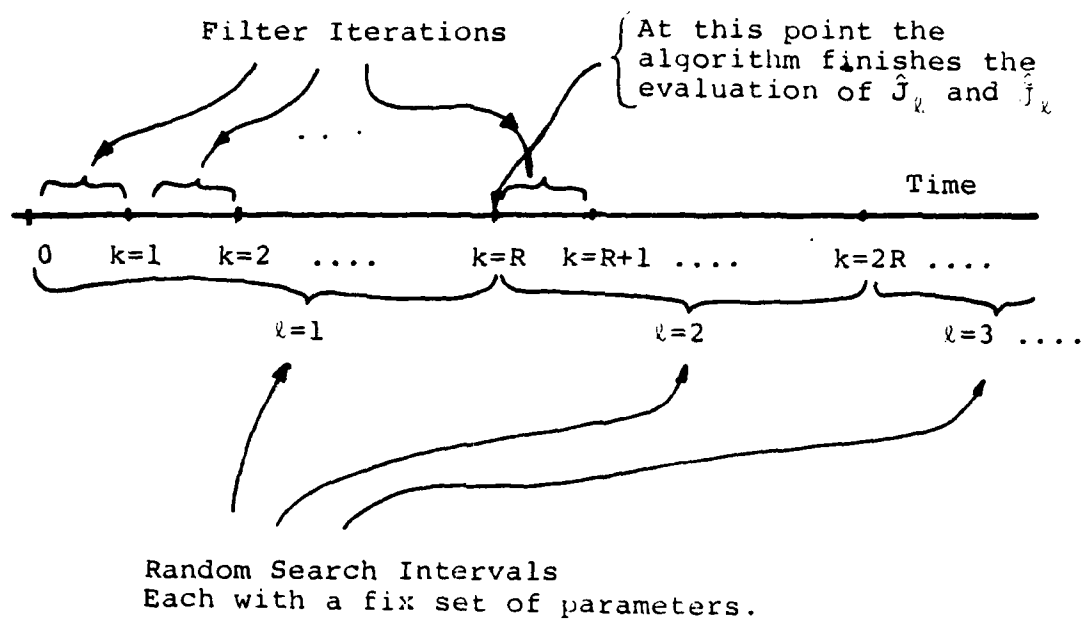 Filter Iterations
At this point the
algorithm finishes the
evaluation of Ĵ_ℓ and ĵ_ℓ
. . .
Time
0 k=1 k=2 .... k=R k=R+1 .... k=2R ....
ℓ=1 ℓ=2 ℓ=3 ....
Random Search Intervals
Each with a fix set of parameters.